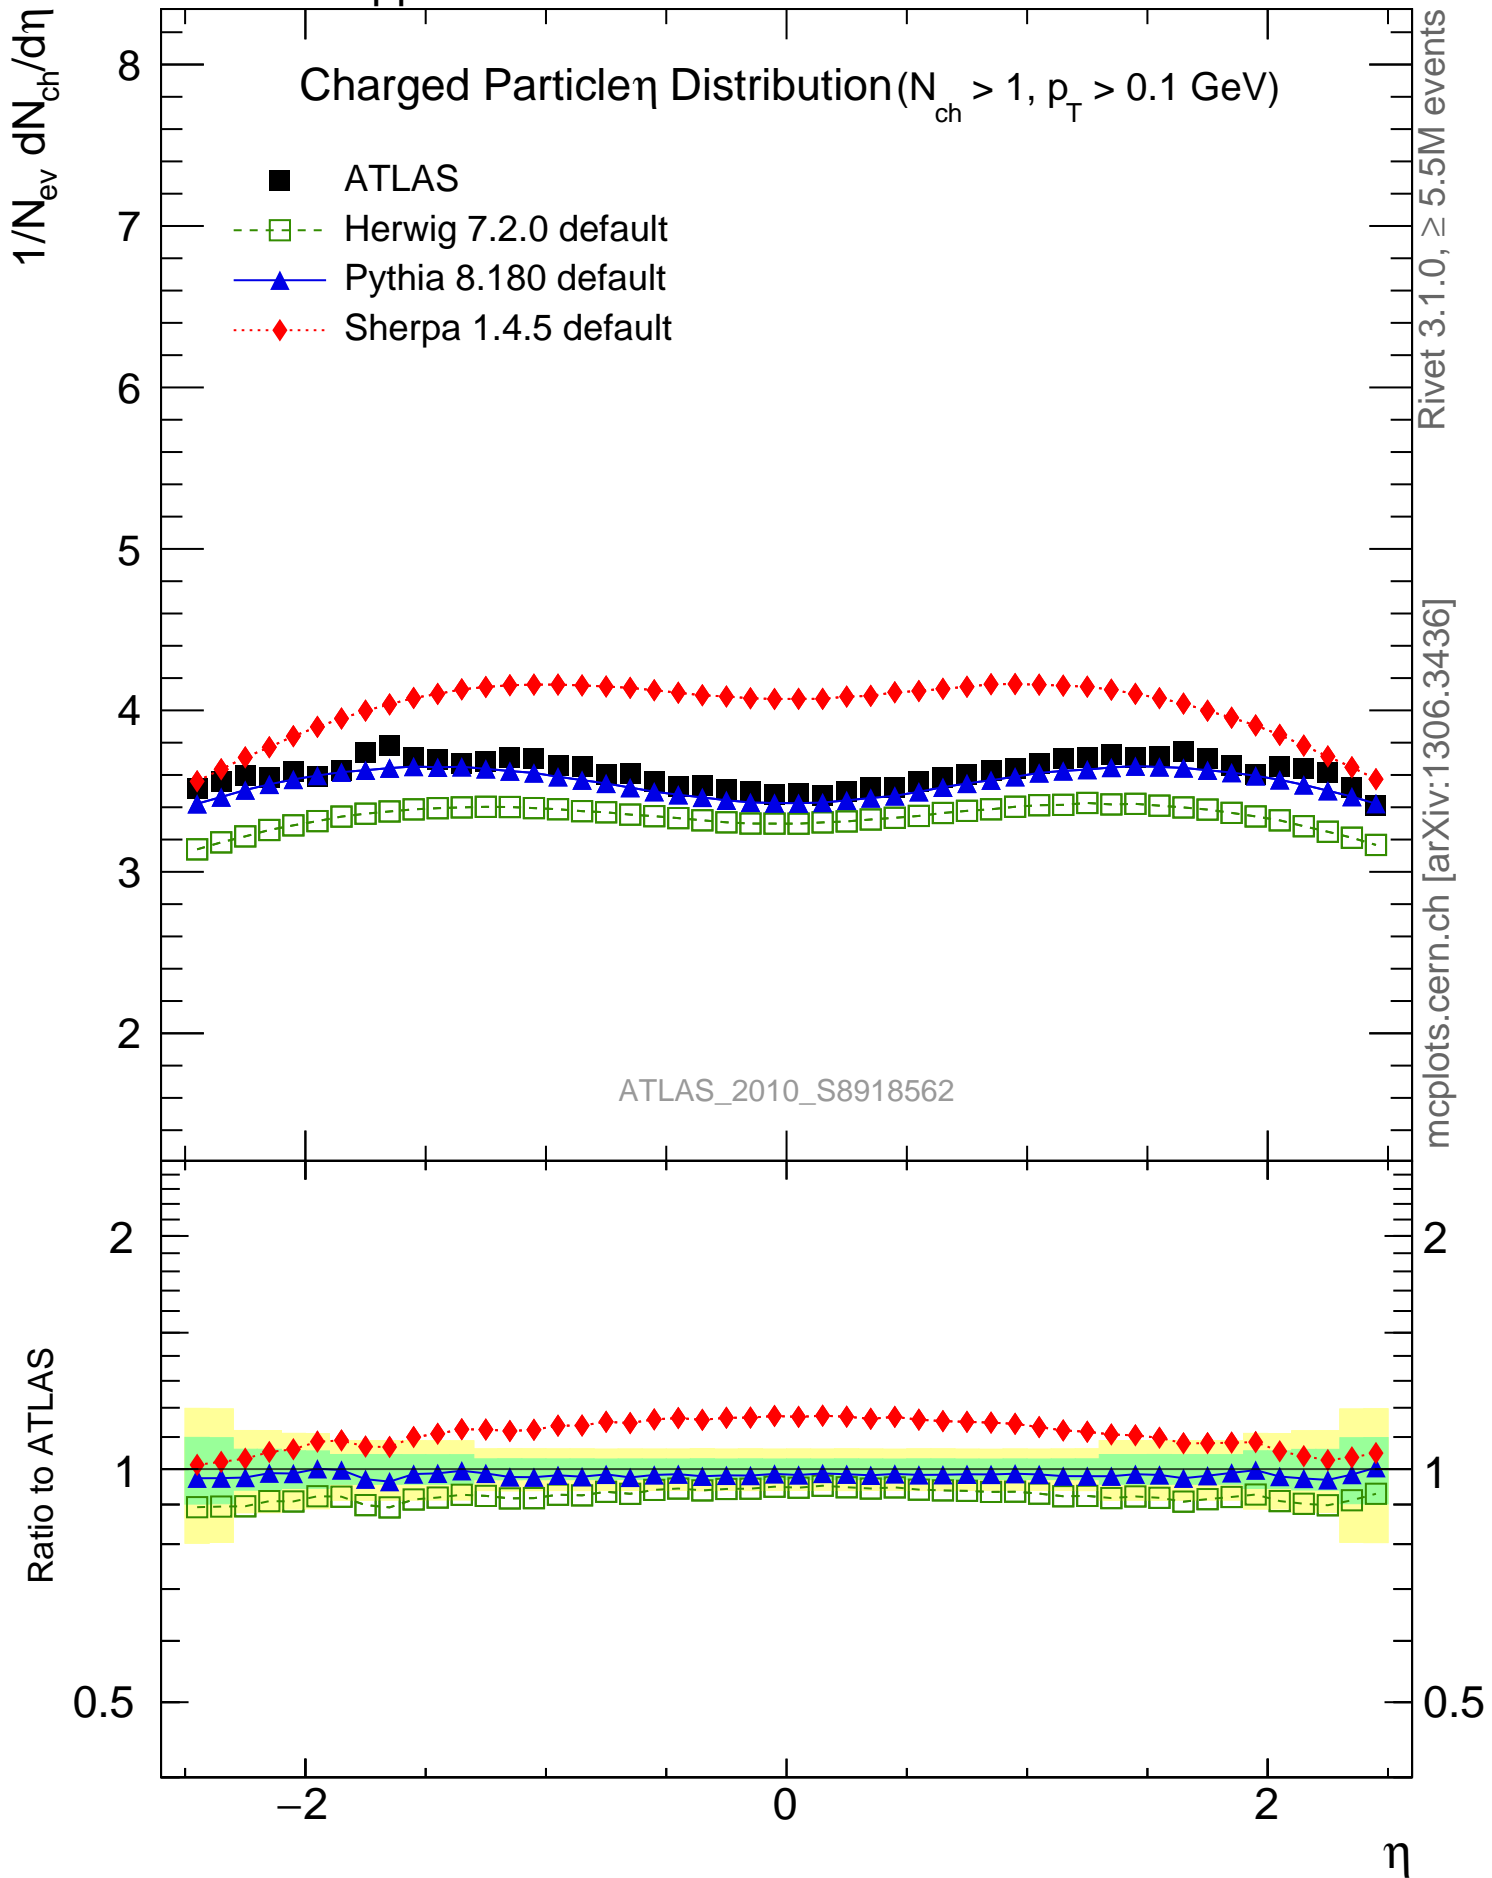 pp
Charged Particleη Distribution(N_ch > 1, p_T > 0.1 GeV)
1/N_ev dN_ch/dη
ATLAS
Herwig 7.2.0 default
Pythia 8.180 default
Sherpa 1.4.5 default
8
7
6
5
4
3
2
ATLAS_2010_S8918562
Rivet 3.1.0, ≥ 5.5M events
mcplots.cern.ch [arXiv:1306.3436]
Ratio to ATLAS
2
1
0.5
2
1
0.5
−2
0
2
η